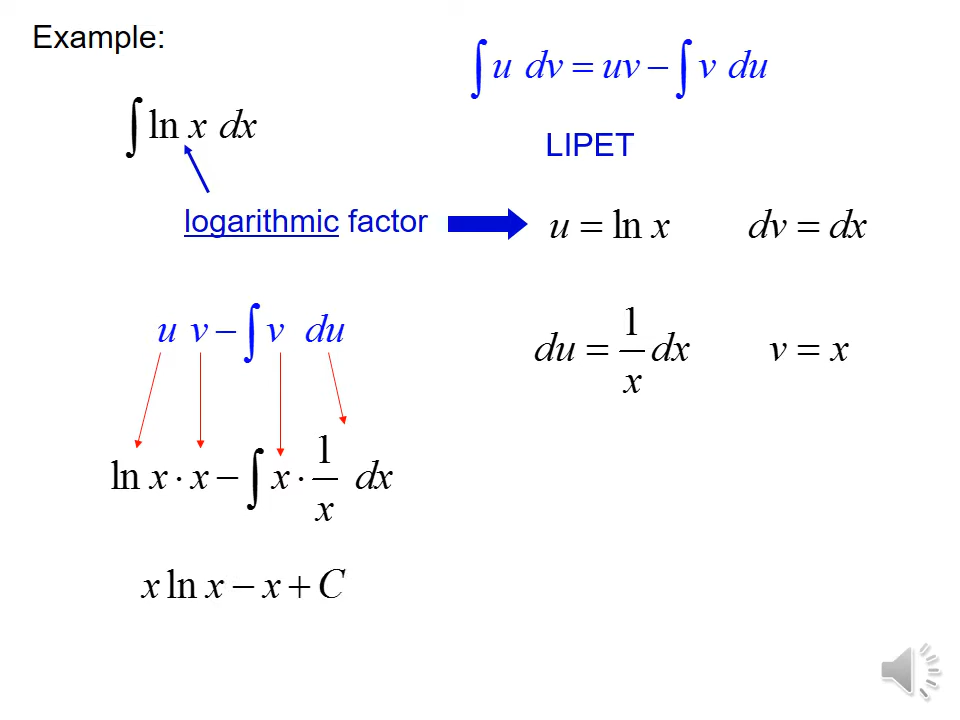 Example:
∫ u dv = uv − ∫ v du
∫ ln x dx
LIPET
logarithmic factor
u = ln x dv = dx
u v − ∫ v du
du = 1/x dx v = x
ln x · x − ∫ x · 1/x dx
x ln x − x + C